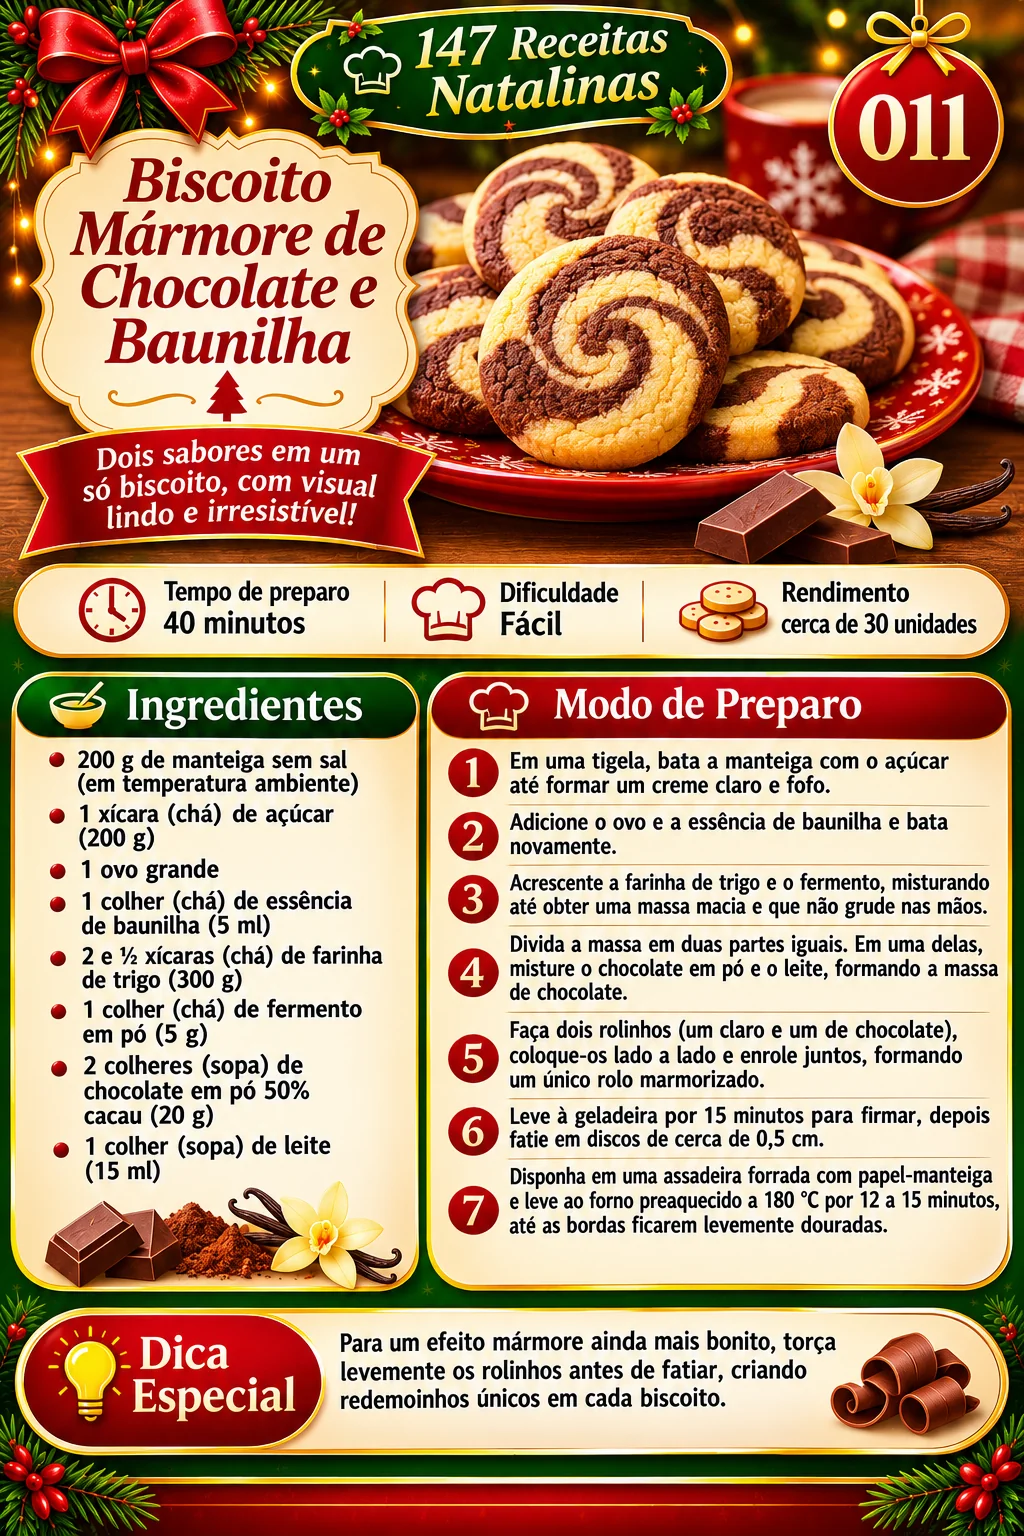 147 Receitas
Natalinas
011
Biscoito
Mármore de
Chocolate e
Baunilha
Dois sabores em um
só biscoito, com visual
lindo e irresistível!
Tempo de preparo
40 minutos
Dificuldade
Fácil
Rendimento
cerca de 30 unidades
Ingredientes
200 g de manteiga sem sal
(em temperatura ambiente)
1 xícara (chá) de açúcar
(200 g)
1 ovo grande
1 colher (chá) de essência
de baunilha (5 ml)
2 e ½ xícaras (chá) de farinha
de trigo (300 g)
1 colher (chá) de fermento
em pó (5 g)
2 colheres (sopa) de
chocolate em pó 50%
cacau (20 g)
1 colher (sopa) de leite
(15 ml)
Modo de Preparo
1 Em uma tigela, bata a manteiga com o açúcar
até formar um creme claro e fofo.
2 Adicione o ovo e a essência de baunilha e bata
novamente.
3 Acrescente a farinha de trigo e o fermento, misturando
até obter uma massa macia e que não grude nas mãos.
4 Divida a massa em duas partes iguais. Em uma delas,
misture o chocolate em pó e o leite, formando a massa
de chocolate.
5 Faça dois rolinhos (um claro e um de chocolate),
coloque-os lado a lado e enrole juntos, formando
um único rolo marmorizado.
6 Leve à geladeira por 15 minutos para firmar, depois
fatie em discos de cerca de 0,5 cm.
7 Disponha em uma assadeira forrada com papel-manteiga
e leve ao forno preaquecido a 180 °C por 12 a 15 minutos,
até as bordas ficarem levemente douradas.
Dica
Especial
Para um efeito mármore ainda mais bonito, torça
levemente os rolinhos antes de fatiar, criando
redemoinhos únicos em cada biscoito.